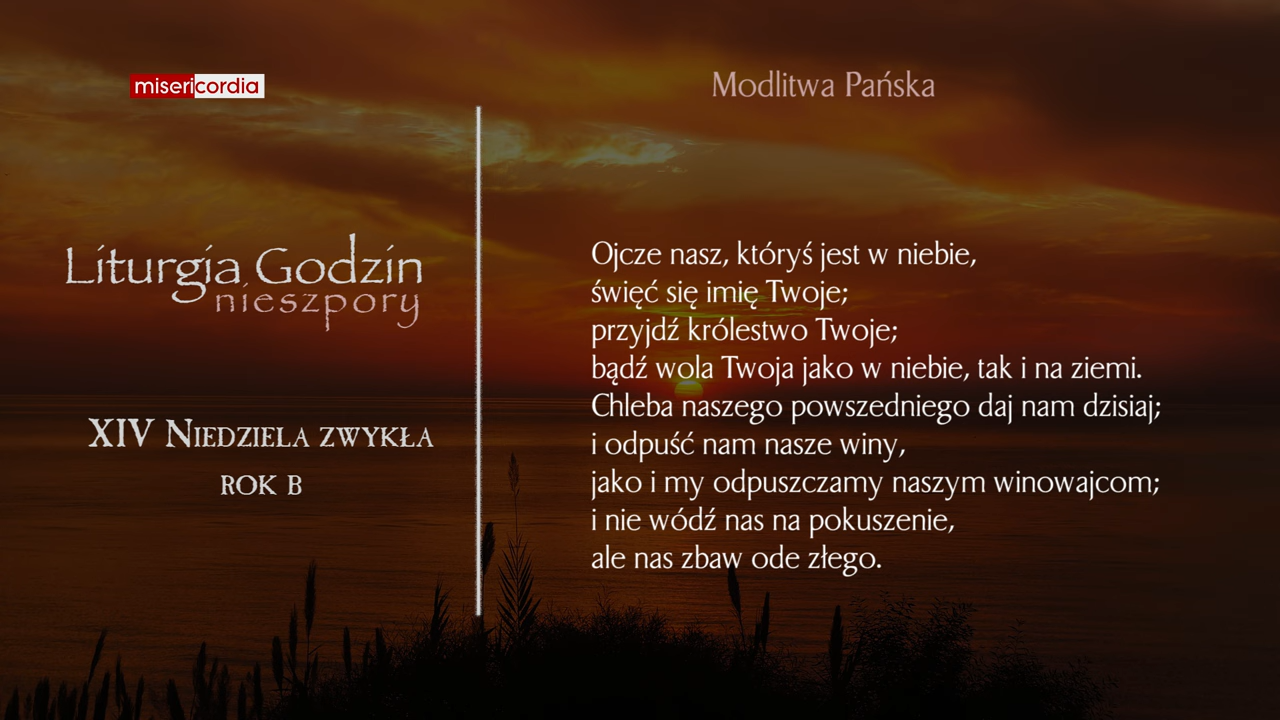 misericordia
Liturgia Godzin
nieszpory
XIV Niedziela zwykła
rok B
Modlitwa Pańska
Ojcze nasz, któryś jest w niebie,
święć się imię Twoje;
przyjdź królestwo Twoje;
bądź wola Twoja jako w niebie, tak i na ziemi.
Chleba naszego powszedniego daj nam dzisiaj;
i odpuść nam nasze winy,
jako i my odpuszczamy naszym winowajcom;
i nie wódź nas na pokuszenie,
ale nas zbaw ode złego.